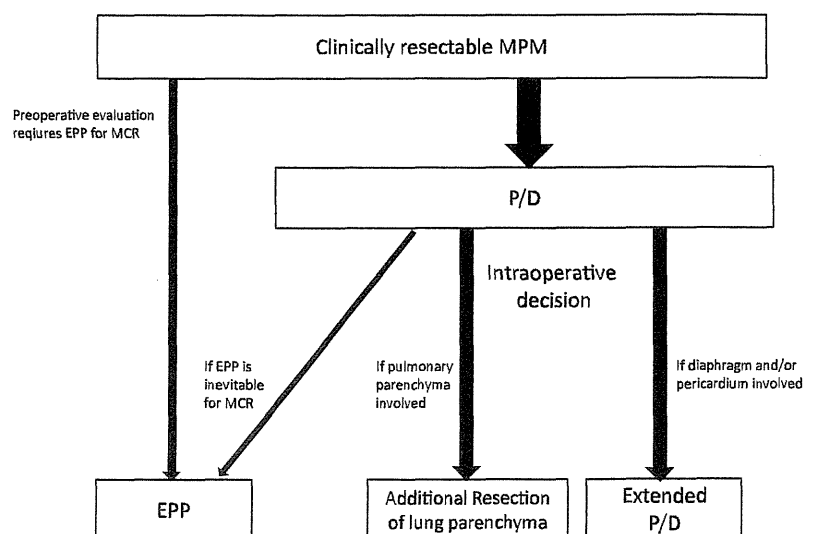 Clinically resectable MPM
Preoperative evaluation
reqiures EPP for MCR
P/D
Intraoperative
decision
If EPP is
inevitable
for MCR
If pulmonary
parenchyma
involved
If diaphragm and/or
pericardium involved
EPP
Additional Resection
of lung parenchyma
Extended
P/D